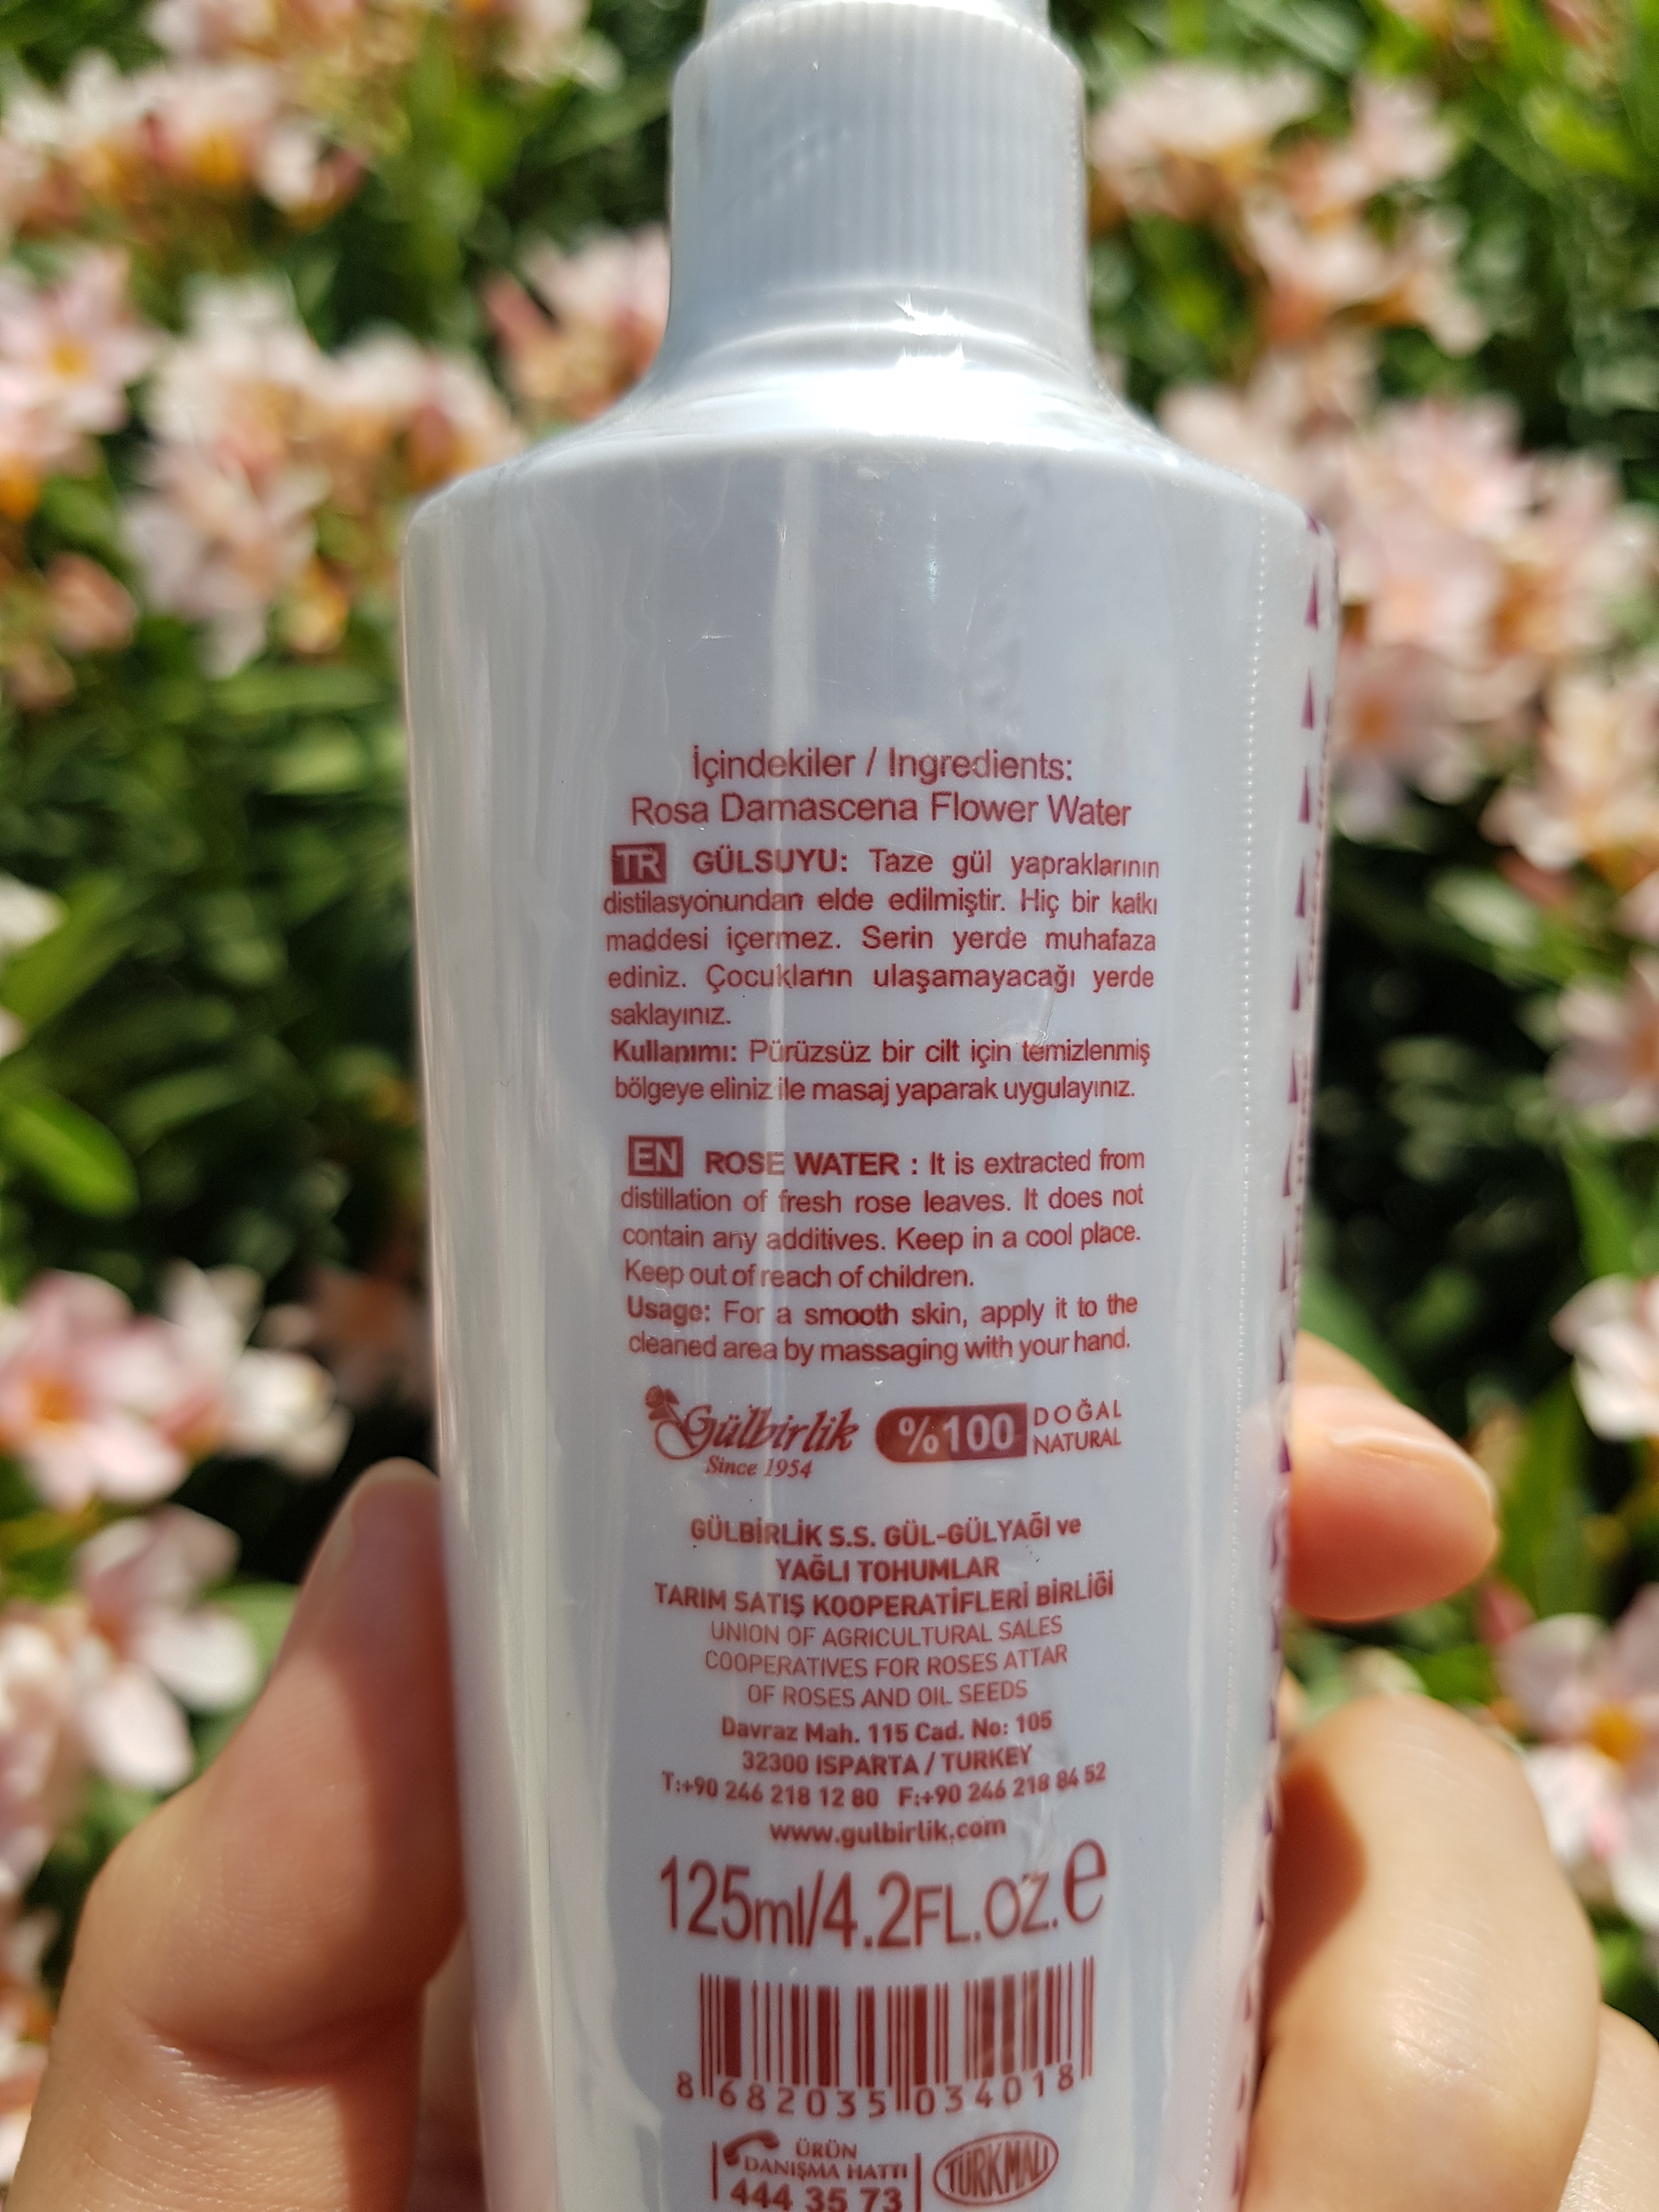 İçindekiler / Ingredients:
Rosa Damascena Flower Water
TR GÜLSUYU: Taze gül yapraklarının
distilasyonundan elde edilmiştir. Hiç bir katkı
maddesi içermez. Serin yerde muhafaza
ediniz. Çocukların ulaşamayacağı yerde
saklayınız.
Kullanımı: Pürüzsüz bir cilt için temizlenmiş
bölgeye eliniz ile masaj yaparak uygulayınız.
EN ROSE WATER : It is extracted from
distillation of fresh rose leaves. It does not
contain any additives. Keep in a cool place.
Keep out of reach of children.
Usage: For a smooth skin, apply it to the
cleaned area by massaging with your hand.
Gülbirlik
Since 1954
%100 DOĞAL
NATURAL
GÜLBİRLİK S.S. GÜL-GÜLYAĞI ve
YAĞLI TOHUMLAR
TARIM SATIŞ KOOPERATİFLERİ BİRLİĞİ
UNION OF AGRICULTURAL SALES
COOPERATIVES FOR ROSES ATTAR
OF ROSES AND OIL SEEDS
Davraz Mah. 115 Cad. No: 105
32300 ISPARTA / TURKEY
T:+90 246 218 12 80 F:+90 246 218 84 52
www.gulbirlik.com
125ml/4.2FL.OZ. e
8 682035 034018
ÜRÜN
DANIŞMA HATTI
444 35 73
TÜRK MALI